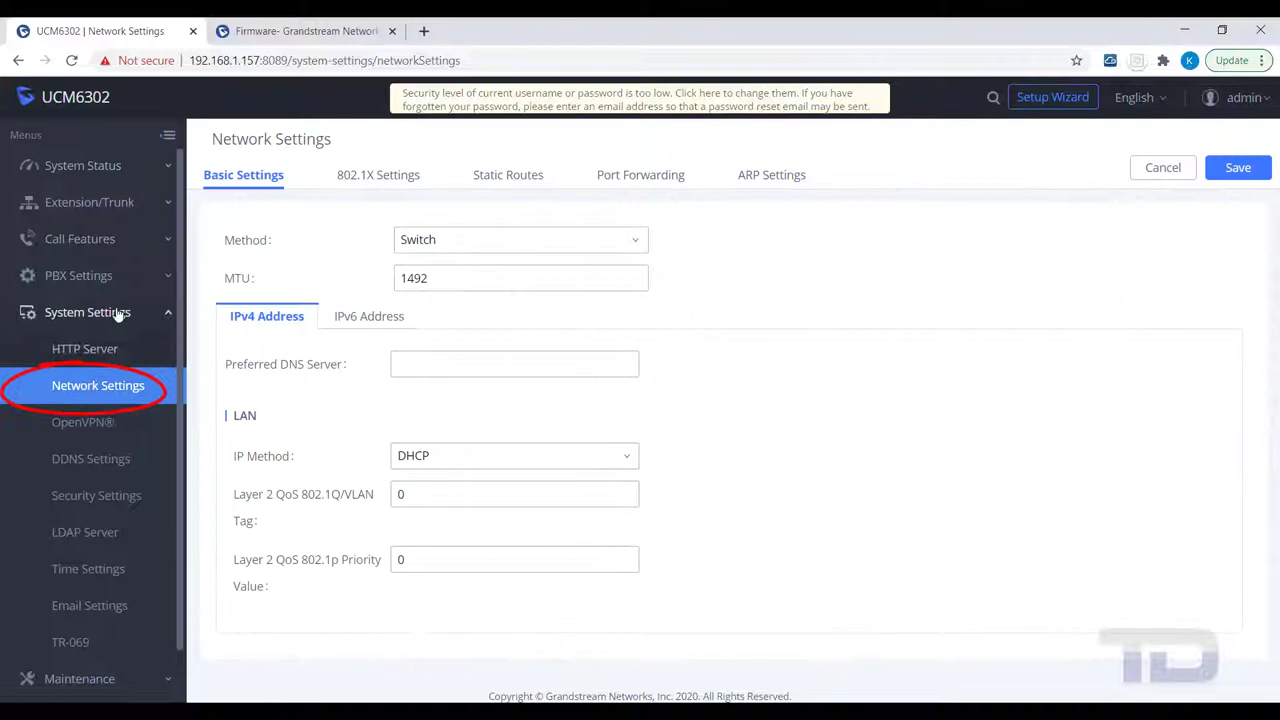 UCM6302 | Network Settings
Firmware- Grandstream Network
Not secure
192.168.1.157:8089/system-settings/networkSettings
K
Update
UCM6302
Security level of current username or password is too low. Click here to change them. If you have
forgotten your password, please enter an email address so that a password reset email may be sent.
Setup Wizard
English
admin
Menus
System Status
Extension/Trunk
Call Features
PBX Settings
System Settings
HTTP Server
Network Settings
OpenVPN®
DDNS Settings
Security Settings
LDAP Server
Time Settings
Email Settings
TR-069
Maintenance
Network Settings
Basic Settings
802.1X Settings
Static Routes
Port Forwarding
ARP Settings
Cancel
Save
Method:
Switch
MTU:
1492
IPv4 Address
IPv6 Address
Preferred DNS Server:
LAN
IP Method:
DHCP
Layer 2 QoS 802.1Q/VLAN
Tag:
0
Layer 2 QoS 802.1p Priority
Value:
0
TD
Copyright © Grandstream Networks, Inc. 2020. All Rights Reserved.